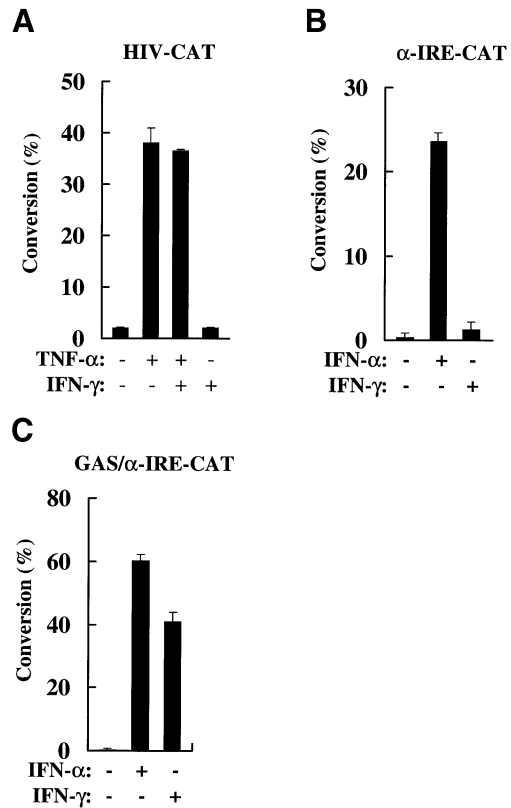 A
HIV-CAT
50
40
30
20
10
0
Conversion (%)
TNF-α: - + + -
IFN-γ: - - + +
B
α-IRE-CAT
30
20
10
0
Conversion (%)
IFN-α: - + -
IFN-γ: - - +
C
GAS/α-IRE-CAT
80
60
40
20
0
Conversion (%)
IFN-α: - + -
IFN-γ: - - +